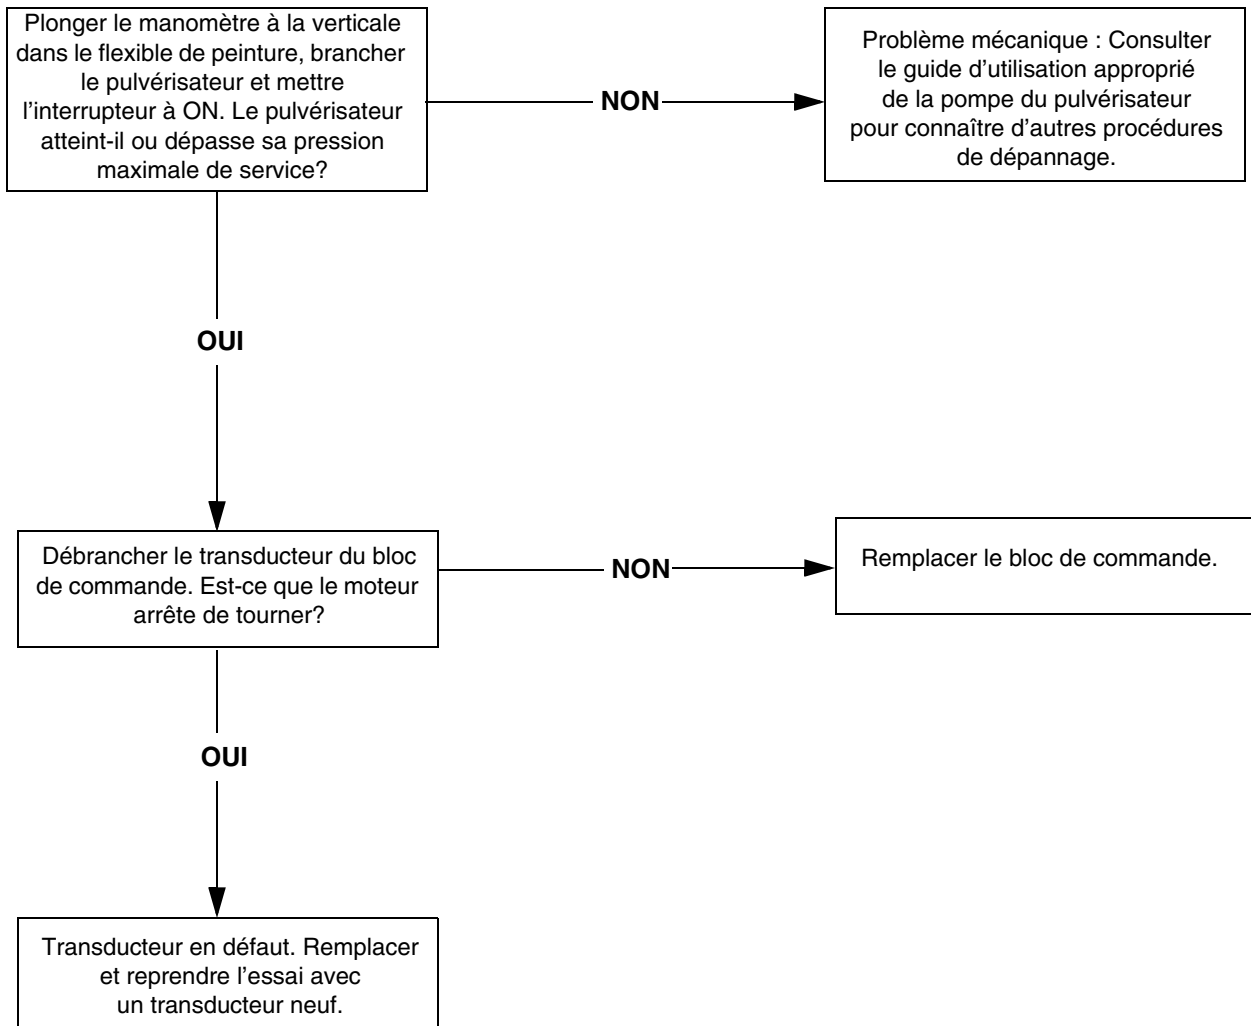 Plonger le manomètre à la verticale
dans le flexible de peinture, brancher
le pulvérisateur et mettre
l’interrupteur à ON. Le pulvérisateur
atteint-il ou dépasse sa pression
maximale de service?
NON
Problème mécanique : Consulter
le guide d’utilisation approprié
de la pompe du pulvérisateur
pour connaître d’autres procédures
de dépannage.
OUI
Débrancher le transducteur du bloc
de commande. Est-ce que le moteur
arrête de tourner?
NON
Remplacer le bloc de commande.
OUI
Transducteur en défaut. Remplacer
et reprendre l’essai avec
un transducteur neuf.